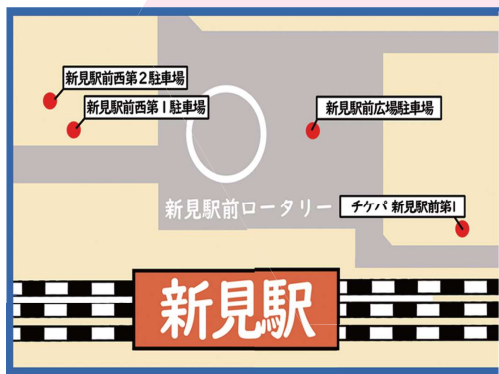 新見駅前西第2駐車場
新見駅前西第1駐車場
新見駅前広場駐車場
新見駅前ロータリー
チケパ 新見駅前第1
新見駅